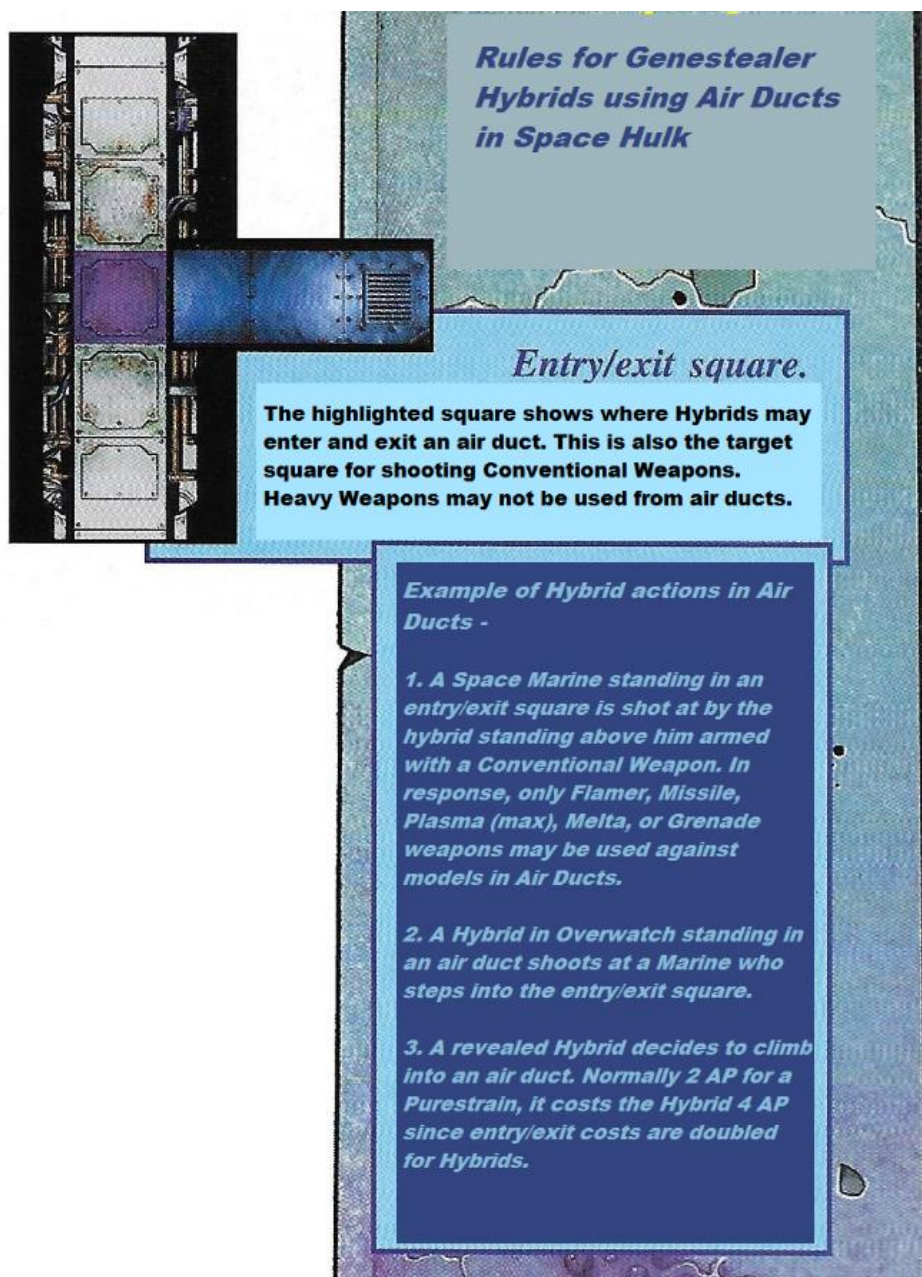 Rules for Genestealer
Hybrids using Air Ducts
in Space Hulk
Entry/exit square.
The highlighted square shows where Hybrids may
enter and exit an air duct. This is also the target
square for shooting Conventional Weapons.
Heavy Weapons may not be used from air ducts.
Example of Hybrid actions in Air
Ducts -
1. A Space Marine standing in an
entry/exit square is shot at by the
hybrid standing above him armed
with a Conventional Weapon. In
response, only Flamer, Missile,
Plasma (max), Melta, or Grenade
weapons may be used against
models in Air Ducts.
2. A Hybrid in Overwatch standing in
an air duct shoots at a Marine who
steps into the entry/exit square.
3. A revealed Hybrid decides to climb
into an air duct. Normally 2 AP for a
Purestrain, it costs the Hybrid 4 AP
since entry/exit costs are doubled
for Hybrids.